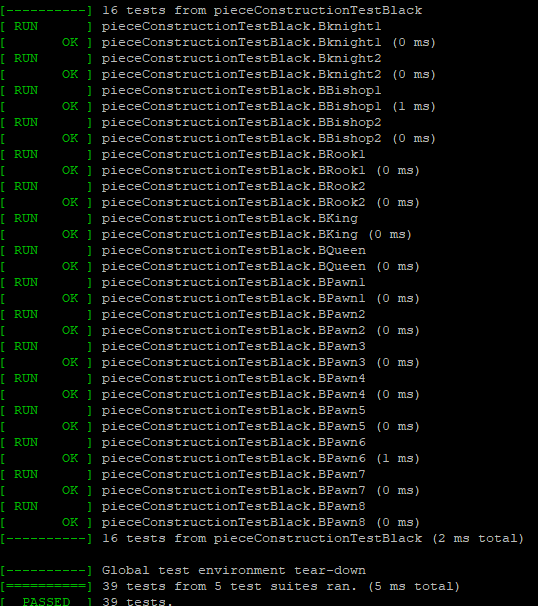 [----------] 16 tests from pieceConstructionTestBlack
[ RUN      ] pieceConstructionTestBlack.Bknight1
[       OK ] pieceConstructionTestBlack.Bknight1 (0 ms)
[ RUN      ] pieceConstructionTestBlack.Bknight2
[       OK ] pieceConstructionTestBlack.Bknight2 (0 ms)
[ RUN      ] pieceConstructionTestBlack.BBishop1
[       OK ] pieceConstructionTestBlack.BBishop1 (1 ms)
[ RUN      ] pieceConstructionTestBlack.BBishop2
[       OK ] pieceConstructionTestBlack.BBishop2 (0 ms)
[ RUN      ] pieceConstructionTestBlack.BRook1
[       OK ] pieceConstructionTestBlack.BRook1 (0 ms)
[ RUN      ] pieceConstructionTestBlack.BRook2
[       OK ] pieceConstructionTestBlack.BRook2 (0 ms)
[ RUN      ] pieceConstructionTestBlack.BKing
[       OK ] pieceConstructionTestBlack.BKing (0 ms)
[ RUN      ] pieceConstructionTestBlack.BQueen
[       OK ] pieceConstructionTestBlack.BQueen (0 ms)
[ RUN      ] pieceConstructionTestBlack.BPawn1
[       OK ] pieceConstructionTestBlack.BPawn1 (0 ms)
[ RUN      ] pieceConstructionTestBlack.BPawn2
[       OK ] pieceConstructionTestBlack.BPawn2 (0 ms)
[ RUN      ] pieceConstructionTestBlack.BPawn3
[       OK ] pieceConstructionTestBlack.BPawn3 (0 ms)
[ RUN      ] pieceConstructionTestBlack.BPawn4
[       OK ] pieceConstructionTestBlack.BPawn4 (0 ms)
[ RUN      ] pieceConstructionTestBlack.BPawn5
[       OK ] pieceConstructionTestBlack.BPawn5 (0 ms)
[ RUN      ] pieceConstructionTestBlack.BPawn6
[       OK ] pieceConstructionTestBlack.BPawn6 (1 ms)
[ RUN      ] pieceConstructionTestBlack.BPawn7
[       OK ] pieceConstructionTestBlack.BPawn7 (0 ms)
[ RUN      ] pieceConstructionTestBlack.BPawn8
[       OK ] pieceConstructionTestBlack.BPawn8 (0 ms)
[----------] 16 tests from pieceConstructionTestBlack (2 ms total)

[----------] Global test environment tear-down
[==========] 39 tests from 5 test suites ran. (5 ms total)
[  PASSED  ] 39 tests.